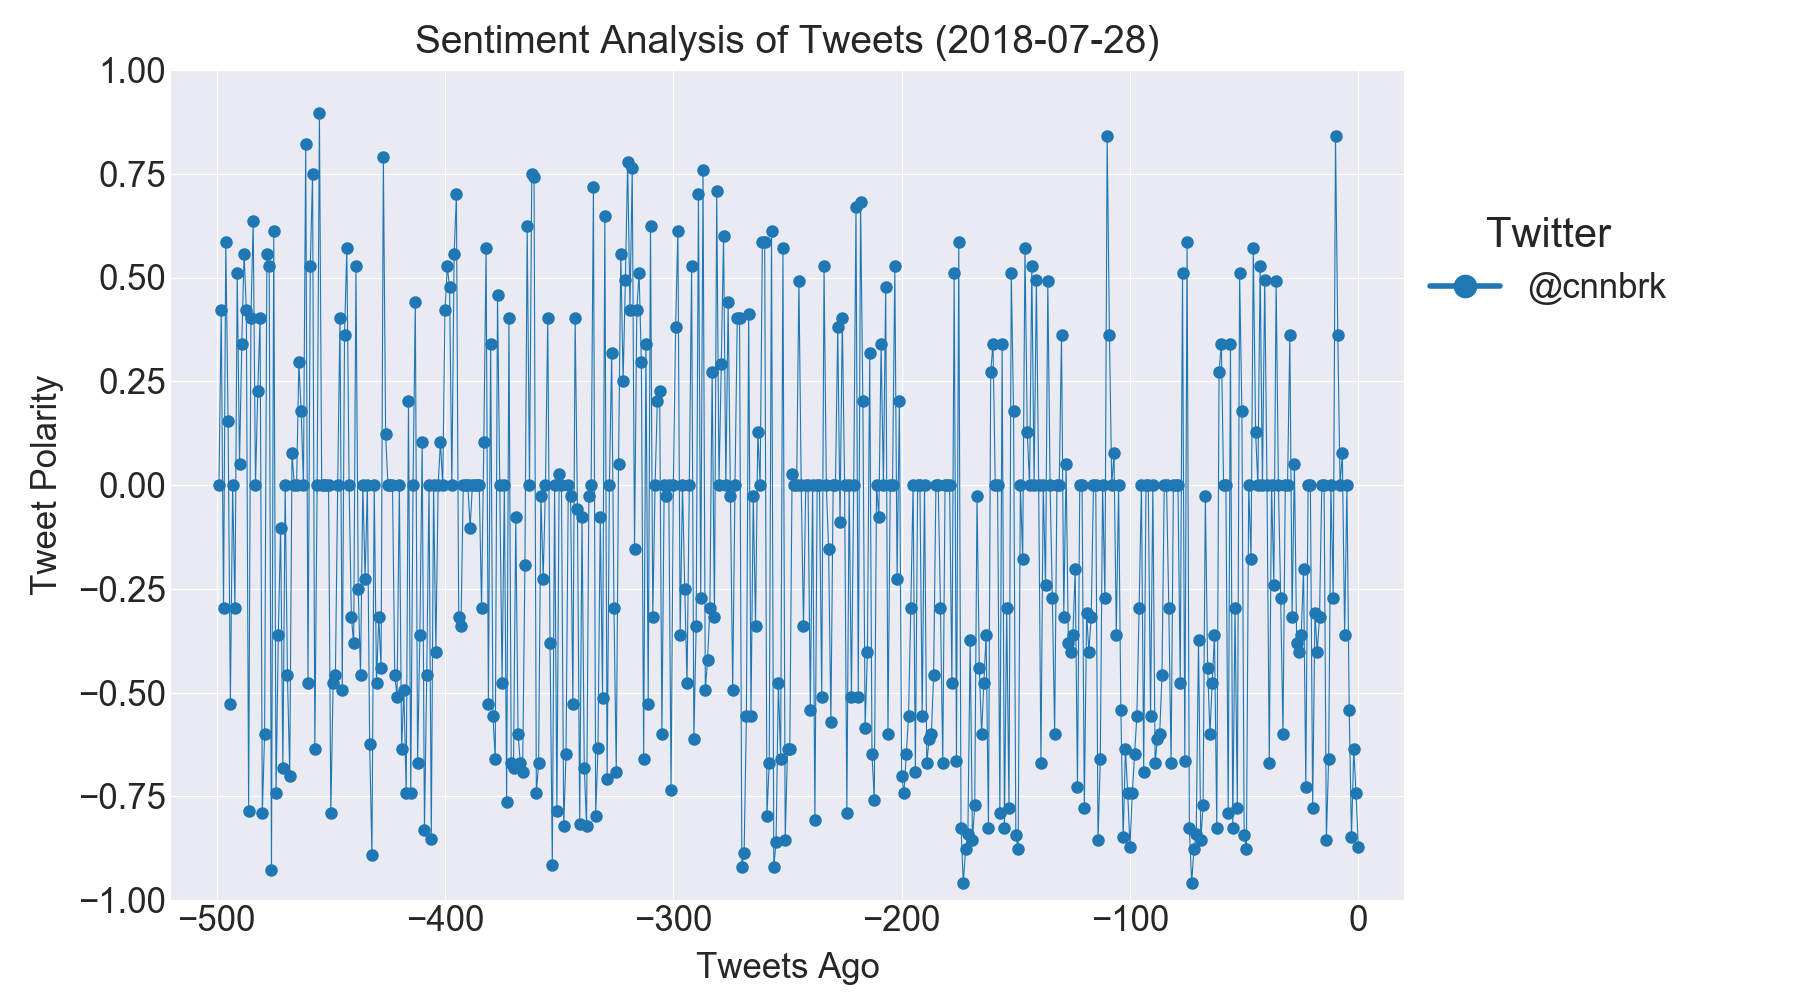 Sentiment Analysis of Tweets (2018-07-28)
1.00
0.75
0.50
0.25
0.00
−0.25
−0.50
−0.75
−1.00
Tweet Polarity
−500 −400 −300 −200 −100 0
Tweets Ago
Twitter
@cnnbrk